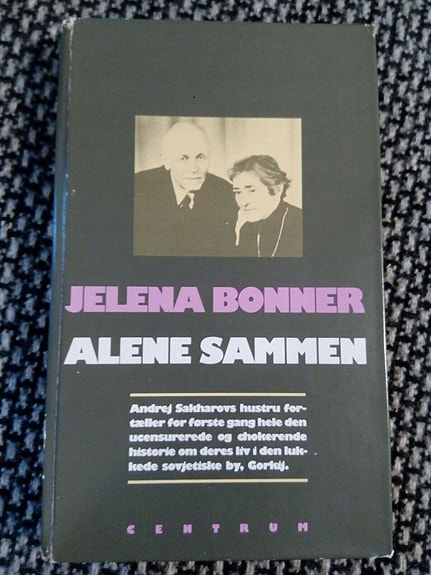 JELENA BONNER
ALENE SAMMEN
Andrej Sakharovs hustru for-
tæller for første gang hele den
ucensurerede og chokerende
historie om deres liv i den luk-
kede sovjetiske by, Gorkij.
CENTRUM